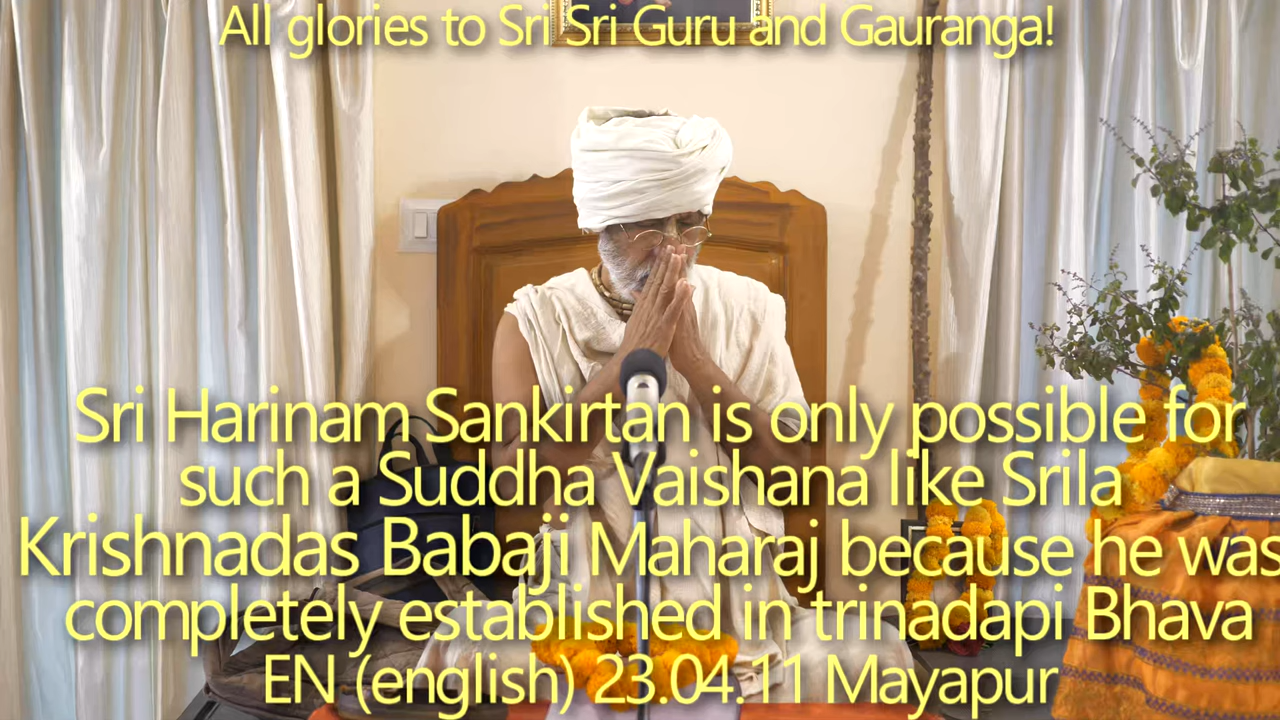 All glories to Sri Sri Guru and Gauranga!
Sri Harinam Sankirtan is only possible for
such a Suddha Vaishana like Srila
Krishnadas Babaji Maharaj because he was
completely established in trinadapi Bhava
EN (english) 23.04.11 Mayapur